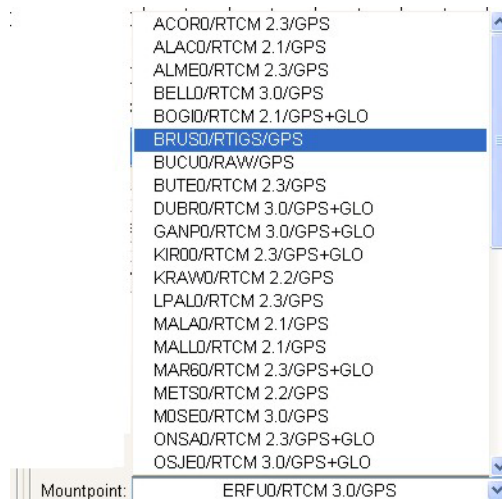 ACOR0/RTCM 2.3/GPS
ALAC0/RTCM 2.1/GPS
ALME0/RTCM 2.3/GPS
BELL0/RTCM 3.0/GPS
BOGI0/RTCM 2.1/GPS+GLO
BRUS0/RTIGS/GPS
BUCU0/RAW/GPS
BUTE0/RTCM 2.3/GPS
DUBR0/RTCM 3.0/GPS+GLO
GANP0/RTCM 3.0/GPS+GLO
KIR00/RTCM 2.3/GPS+GLO
KRAW0/RTCM 2.2/GPS
LPAL0/RTCM 2.3/GPS
MALA0/RTCM 2.1/GPS
MALL0/RTCM 2.1/GPS
MAR60/RTCM 2.3/GPS+GLO
METS0/RTCM 2.2/GPS
M0SE0/RTCM 3.0/GPS
ONSA0/RTCM 2.3/GPS+GLO
OSJE0/RTCM 3.0/GPS+GLO
Mountpoint: ERFU0/RTCM 3.0/GPS